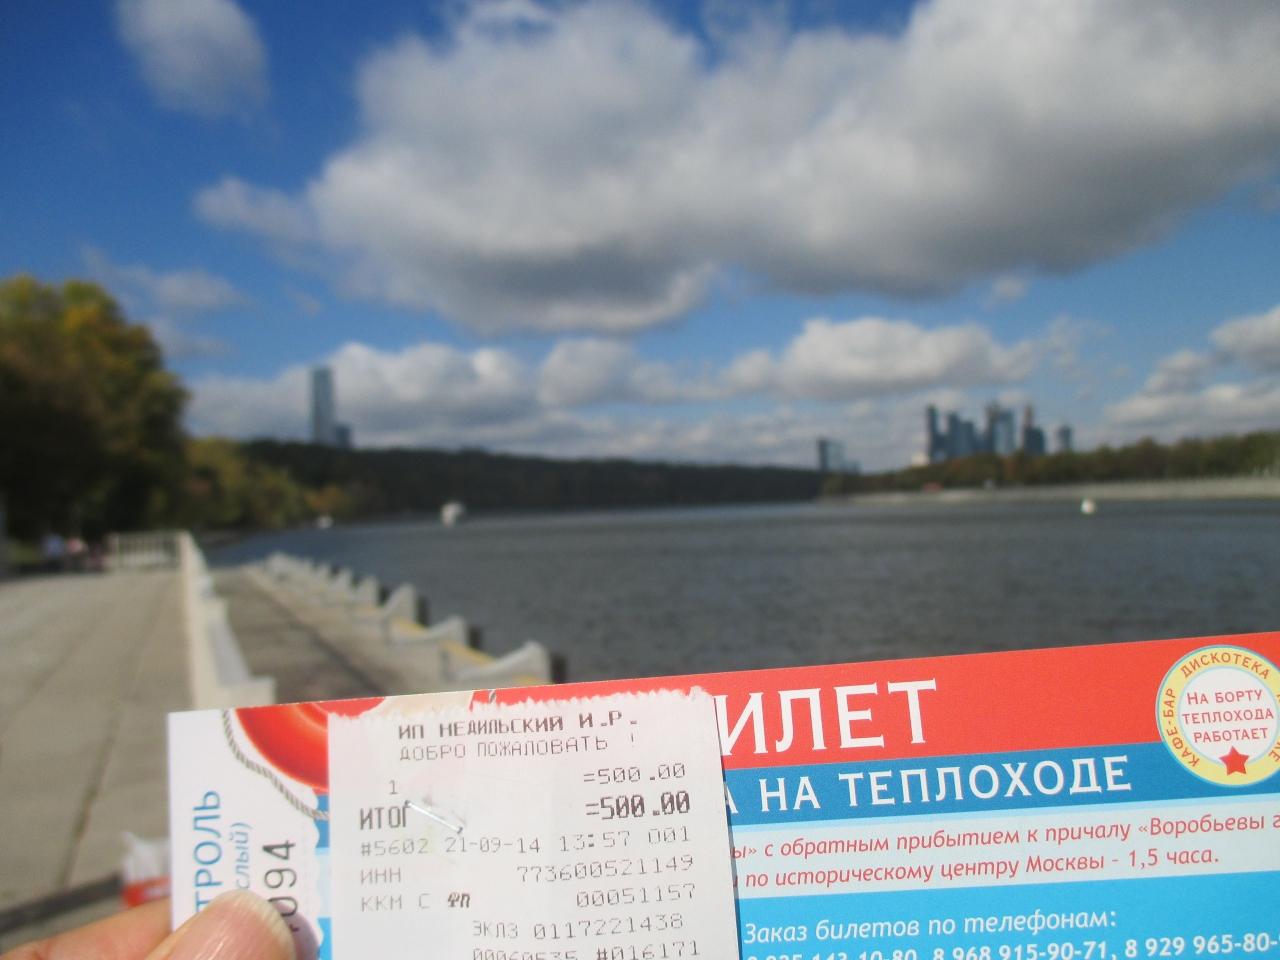 ИП НЕДИЛЬСКИЙ И.Р.
ДОБРО ПОЖАЛОВАТЬ !
1 =500.00
ИТОГ =500.00
#5602 21-09-14 13:57 001
ИНН 773600521149
ККМ С ФП 00051157
ЭКЛЗ 0117221438
#016171
ТРОЛЬ
слый)
094
ИЛЕТ
А НА ТЕПЛОХОДЕ
ы» с обратным прибытием к причалу «Воробьевы г
по историческому центру Москвы - 1,5 часа.
Заказ билетов по телефонам:
8 968 915-90-71, 8 929 965-80-
КАФЕ-БАР ДИСКОТЕКА
НА БОРТУ
ТЕПЛОХОДА
РАБОТАЕТ